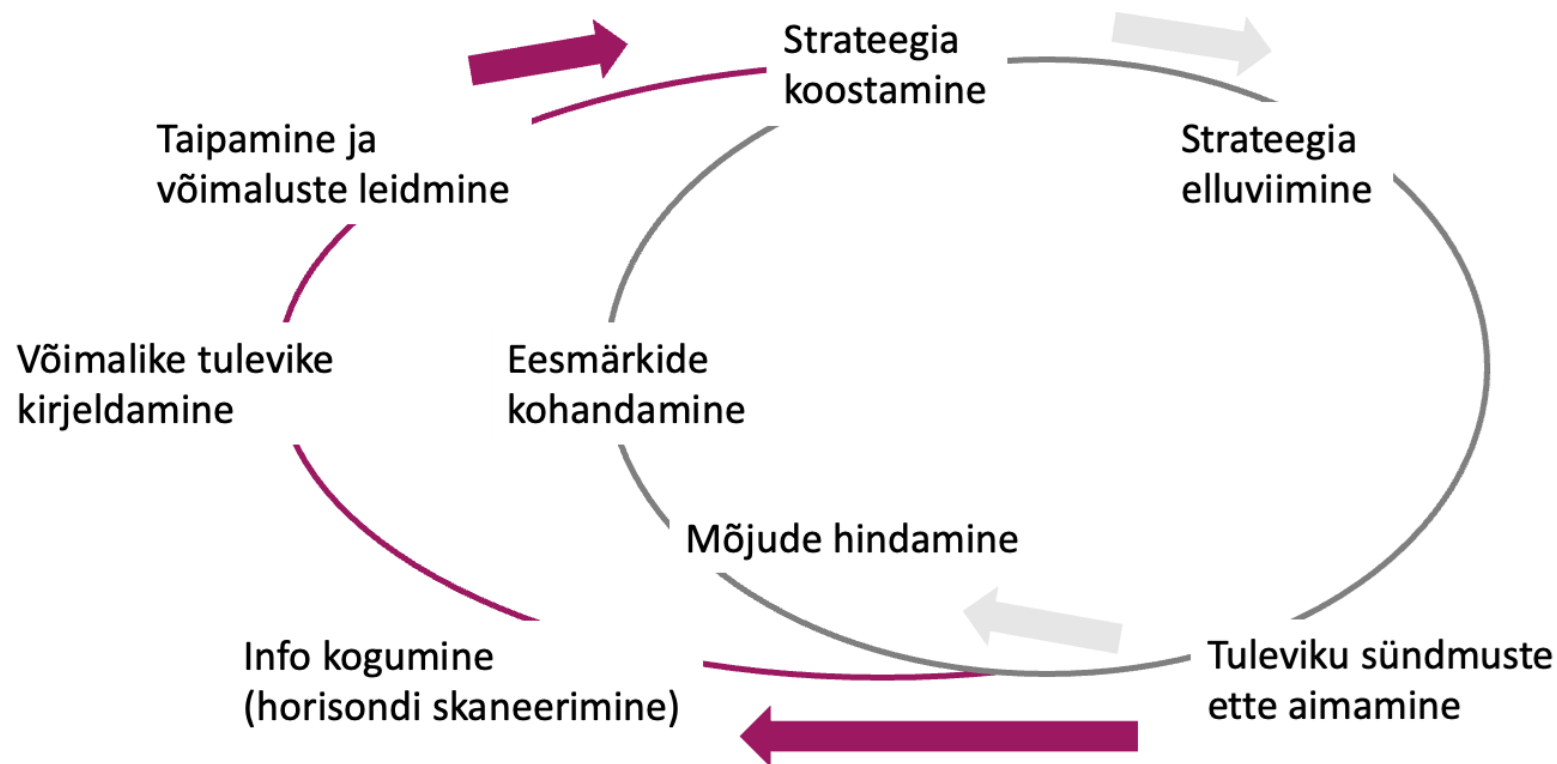 Strateegia
koostamine
Strateegia
elluviimine
Taipamine ja
võimaluste leidmine
Võimalike tulevike
kirjeldamine
Eesmärkide
kohandamine
Mõjude hindamine
Info kogumine
(horisondi skaneerimine)
Tuleviku sündmuste
ette aimamine